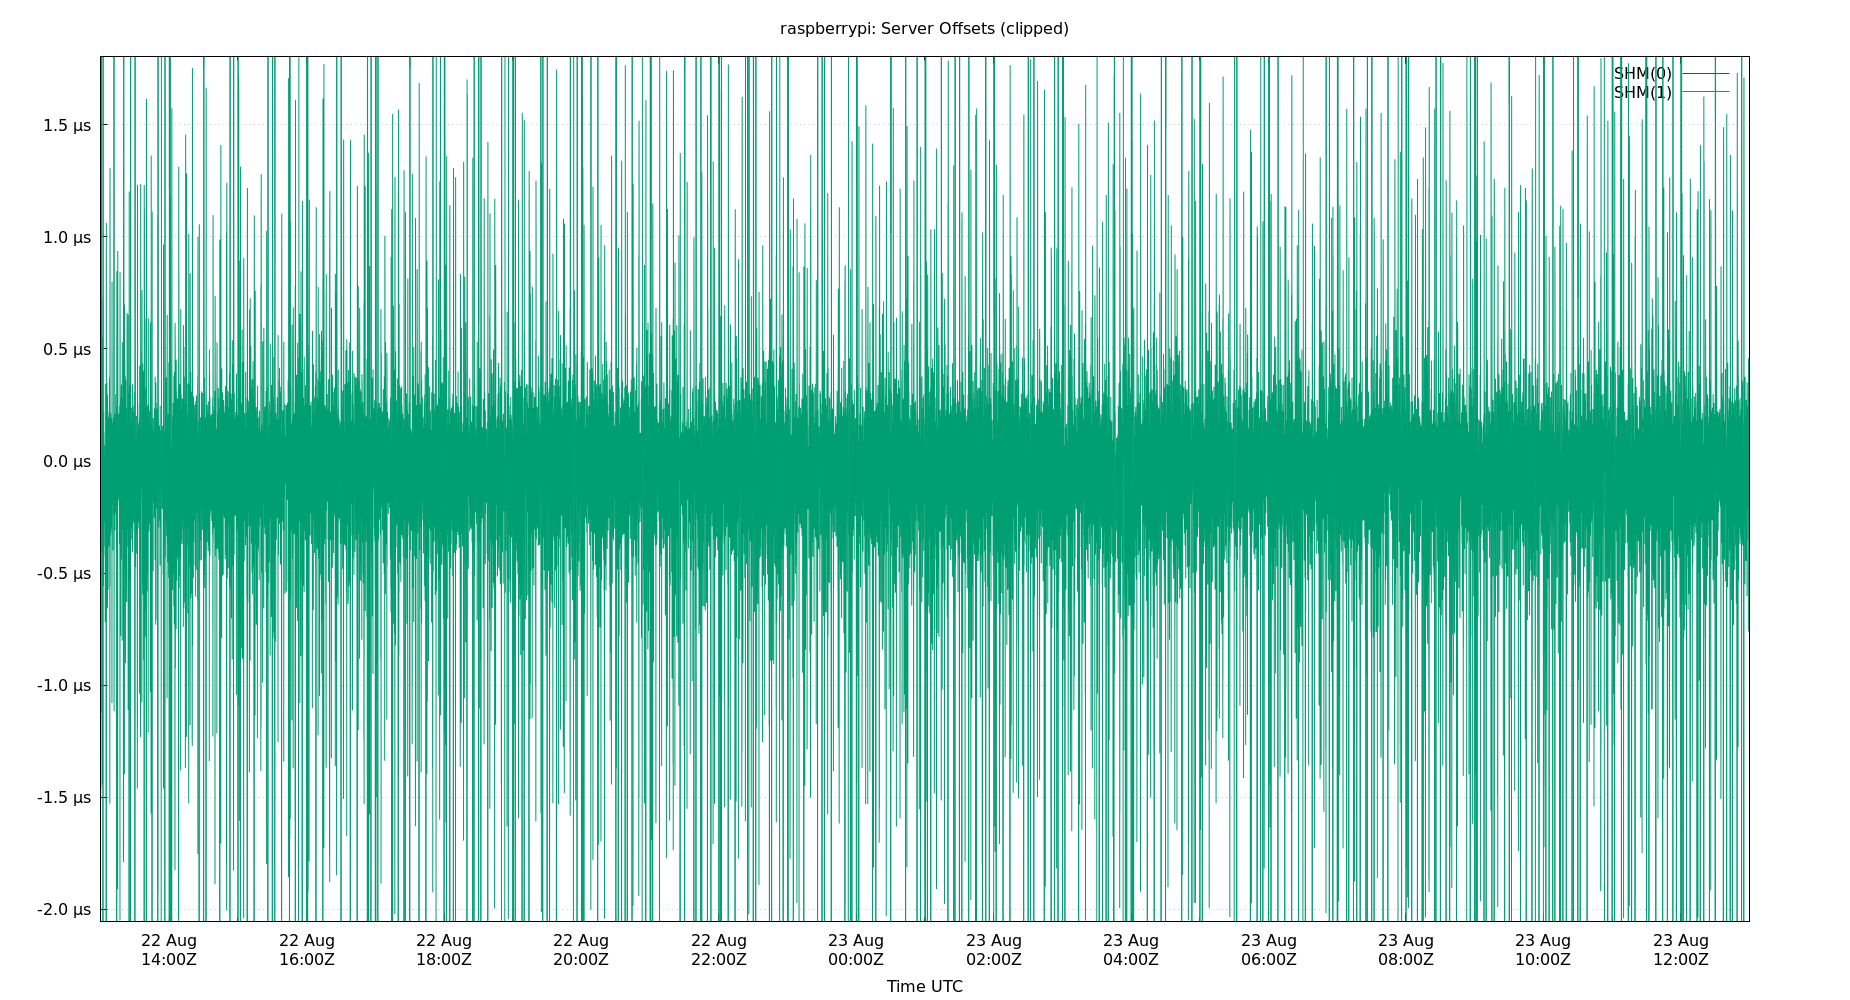 raspberrypi: Server Offsets (clipped)
SHM(0)
SHM(1)
1.5 µs
1.0 µs
0.5 µs
0.0 µs
-0.5 µs
-1.0 µs
-1.5 µs
-2.0 µs
22 Aug 22 Aug 22 Aug 22 Aug 22 Aug 23 Aug 23 Aug 23 Aug 23 Aug 23 Aug 23 Aug 23 Aug
14:00Z 16:00Z 18:00Z 20:00Z 22:00Z 00:00Z 02:00Z 04:00Z 06:00Z 08:00Z 10:00Z 12:00Z
Time UTC